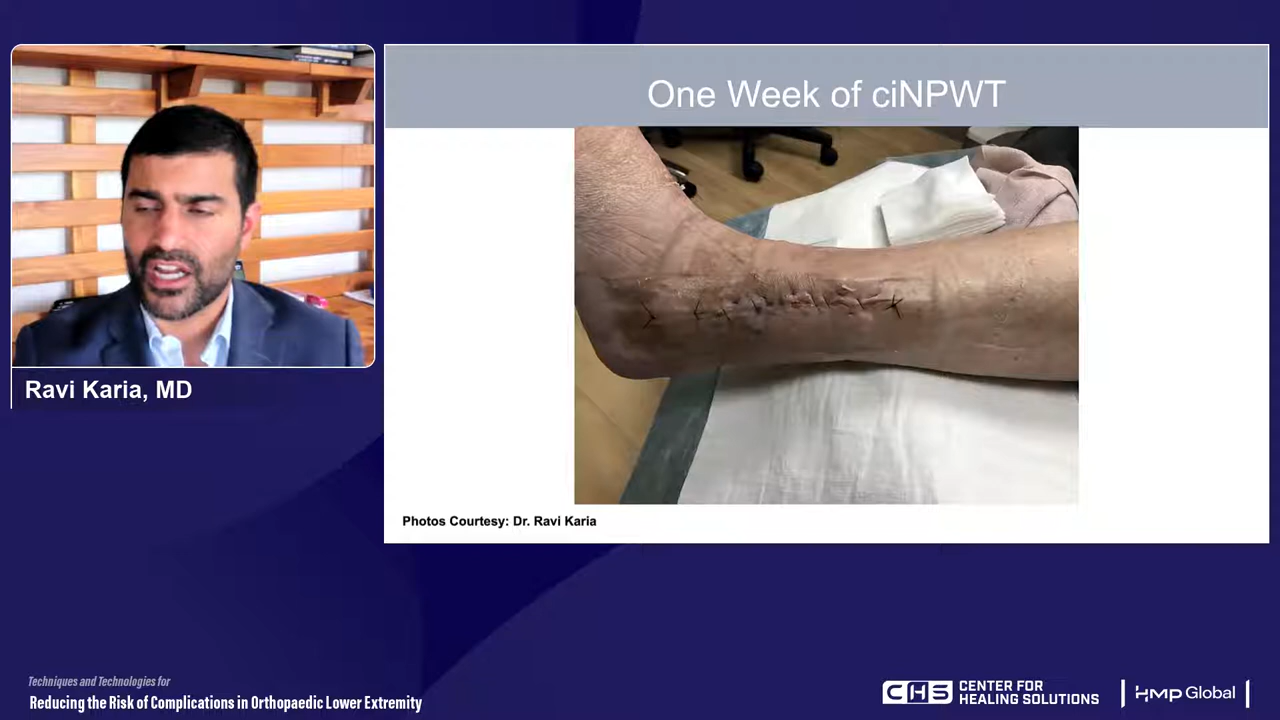 One Week of ciNPWT
Ravi Karia, MD
Photos Courtesy: Dr. Ravi Karia
Techniques and Technologies for
Reducing the Risk of Complications in Orthopaedic Lower Extremity
CHS
CENTER FOR
HEALING SOLUTIONS
HMP Global